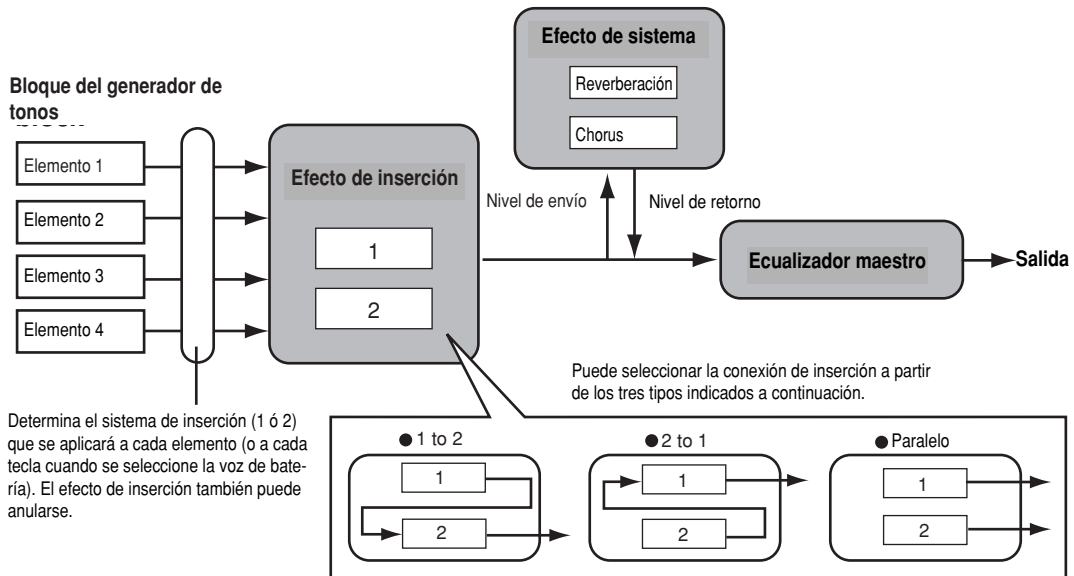 Bloque del generador de
tonos
Elemento 1
Elemento 2
Elemento 3
Elemento 4
Determina el sistema de inserción (1 ó 2)
que se aplicará a cada elemento (o a cada
tecla cuando se seleccione la voz de bate-
ría). El efecto de inserción también puede
anularse.
Efecto de inserción
1
2
Efecto de sistema
Reverberación
Chorus
Nivel de envío
Nivel de retorno
Ecualizador maestro
Salida
Puede seleccionar la conexión de inserción a partir
de los tres tipos indicados a continuación.
● 1 to 2
1
2
● 2 to 1
1
2
● Paralelo
1
2